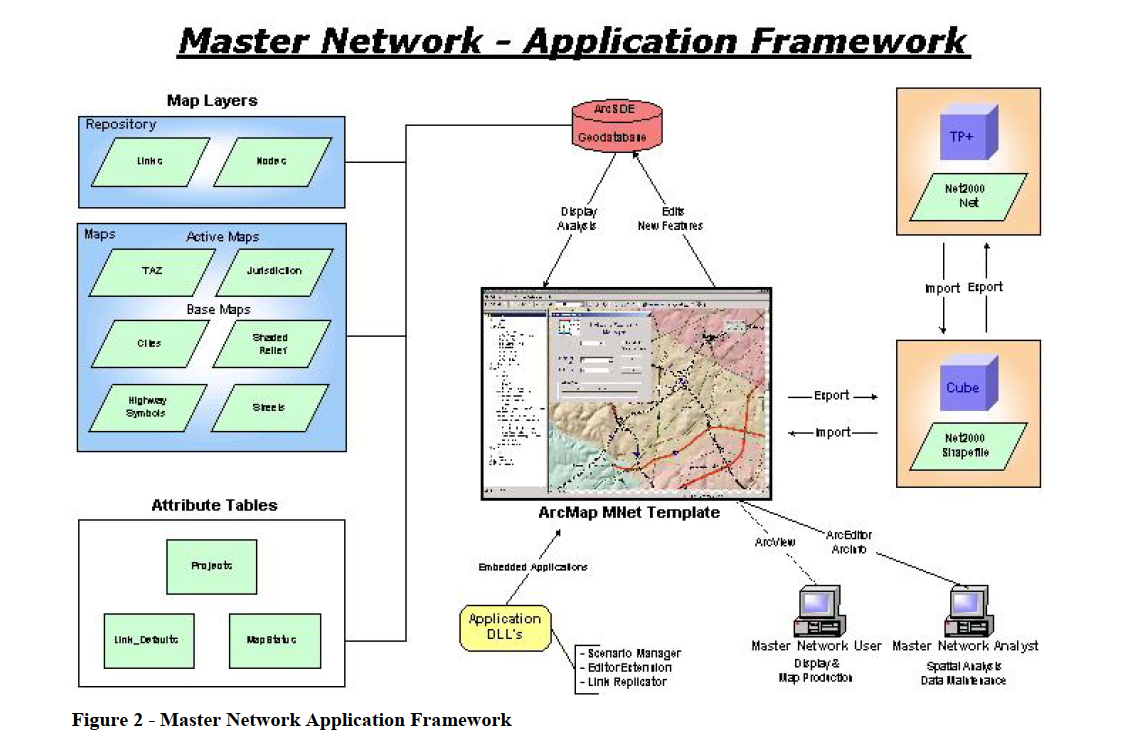 Master Network - Application Framework
Map Layers
Repository
Links
Nodes
Maps
Active Maps
TAZ
Jurisdiction
Base Maps
Cities
Shaded
Relief
Highway
Symbols
Streets
Attribute Tables
Projects
Link_Defaults
MapStatus
ArcSDE
Geodatabase
Display
Analysis
Edits
New Features
ArcMap MNet Template
Embedded Applications
Application
DLL's
- Scenario Manager
- EditorExtension
- Link Replicator
TP+
Net2000
Net
Import
Export
Cube
Net2000
Shapefile
Export
Import
ArcView
ArcEditor
ArcInfo
Master Network User
Display &
Map Production
Master Network Analyst
Spatial Analysis
Data Maintenance
Figure 2 - Master Network Application Framework